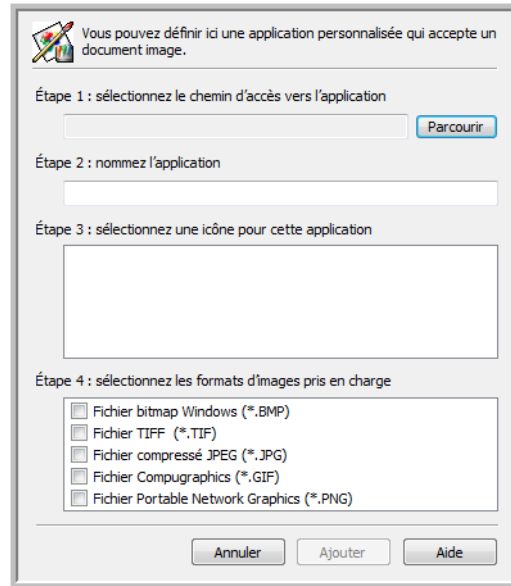 Vous pouvez définir ici une application personnalisée qui accepte un
document image.
Étape 1 : sélectionnez le chemin d'accès vers l'application
Parcourir
Étape 2 : nommez l'application
Étape 3 : sélectionnez une icône pour cette application
Étape 4 : sélectionnez les formats d'images pris en charge
Fichier bitmap Windows (*.BMP)
Fichier TIFF (*.TIF)
Fichier compressé JPEG (*.JPG)
Fichier Compugraphics (*.GIF)
Fichier Portable Network Graphics (*.PNG)
Annuler Ajouter Aide